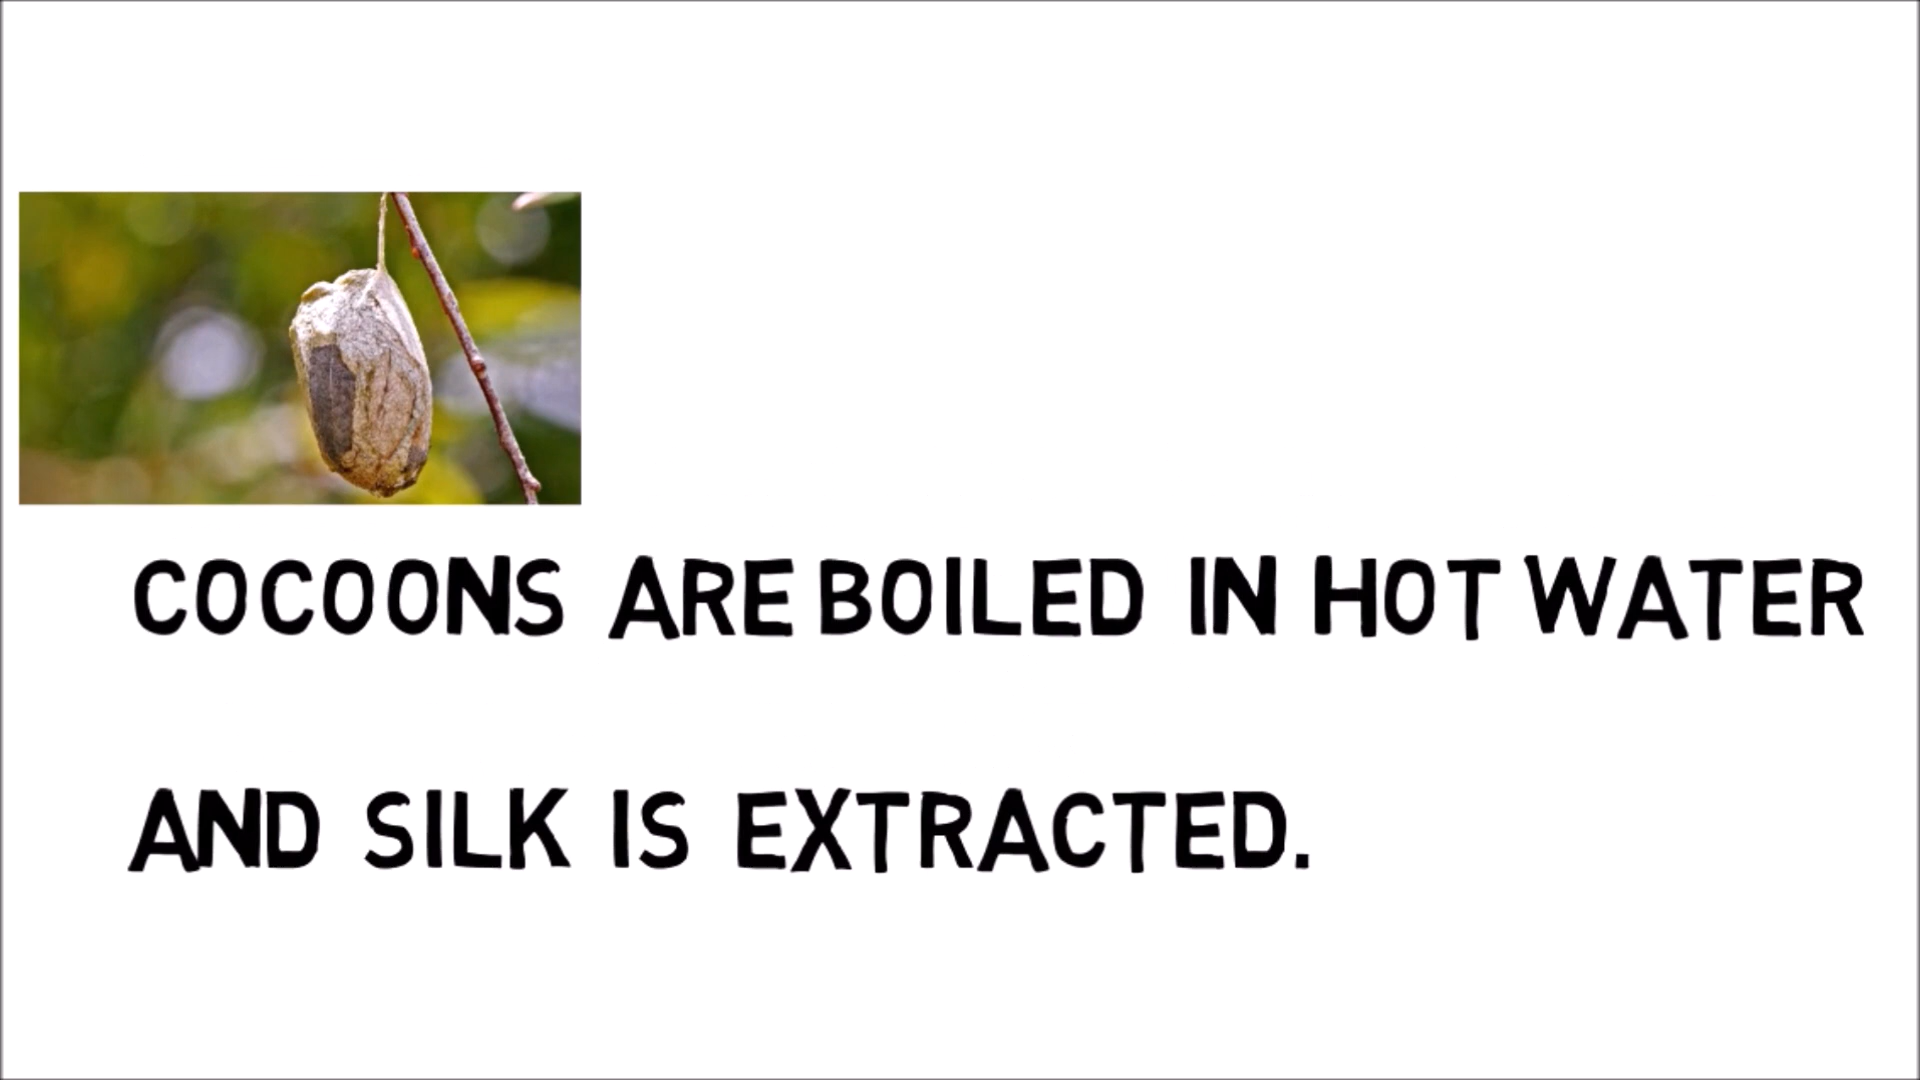 COCOONS ARE BOILED IN HOT WATER
AND SILK IS EXTRACTED.